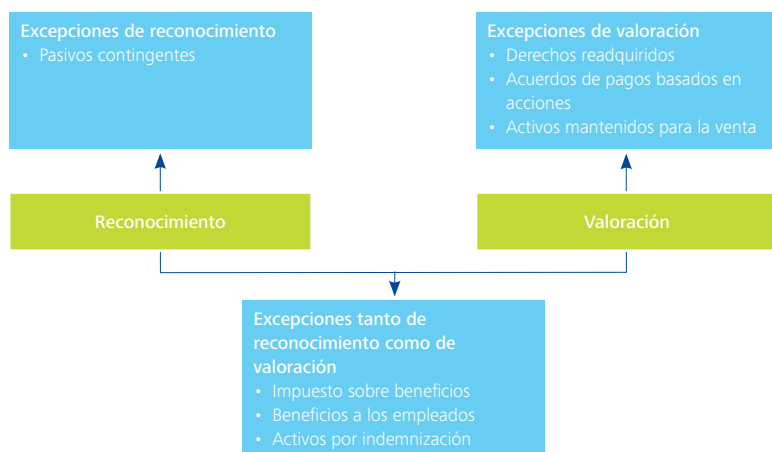 Excepciones de reconocimiento
• Pasivos contingentes
Excepciones de valoración
• Derechos readquiridos
• Acuerdos de pagos basados en
acciones
• Activos mantenidos para la venta
Reconocimiento
Valoración
Excepciones tanto de
reconocimiento como de
valoración
• Impuesto sobre beneficios
• Beneficios a los empleados
• Activos por indemnización